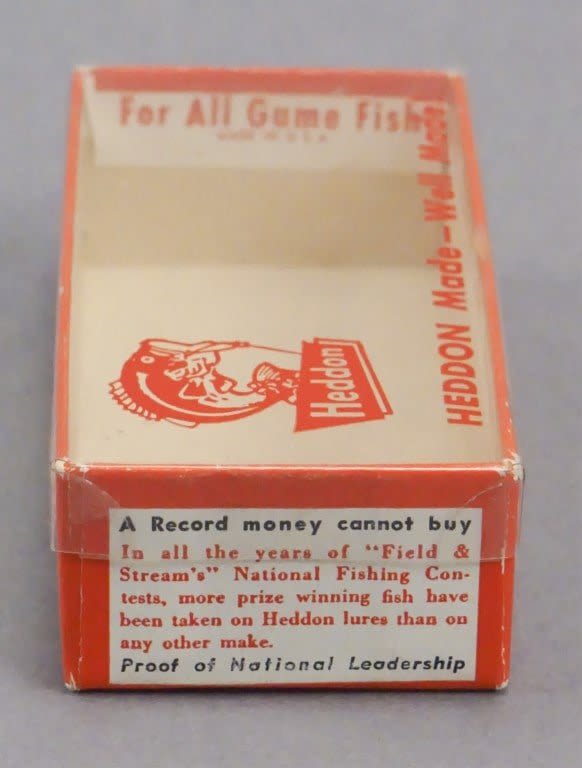 For All Game Fish
MADE IN U.S.A.
HEDDON Made—Well Made
Heddon
A Record money cannot buy
In all the years of "Field &
Stream's" National Fishing Con-
tests, more prize winning fish have
been taken on Heddon lures than on
any other make.
Proof of National Leadership